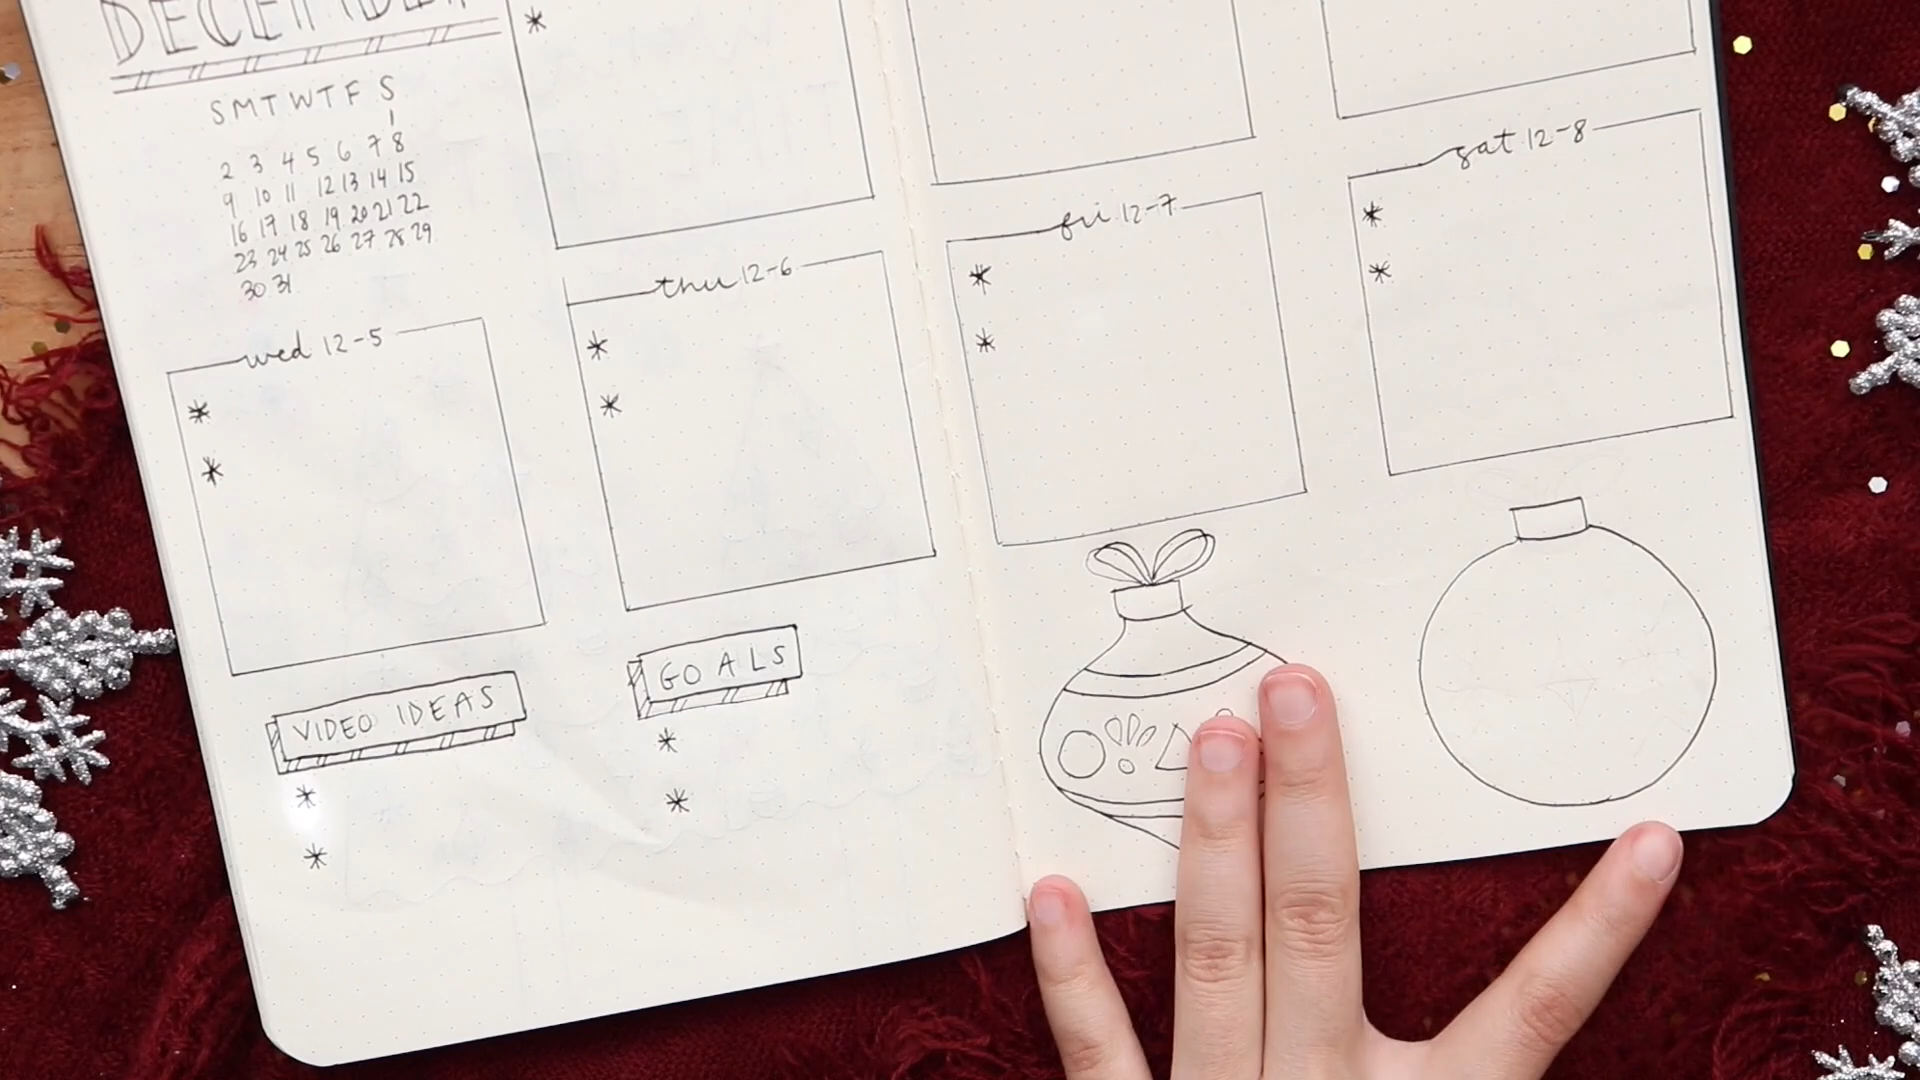 DECEMBER
S M T W T F S
1
2 3 4 5 6 7 8
9 10 11 12 13 14 15
16 17 18 19 20 21 22
23 24 25 26 27 28 29
30 31
wed 12-5
thu 12-6
fri 12-7
sat 12-8
VIDEO IDEAS
GOALS